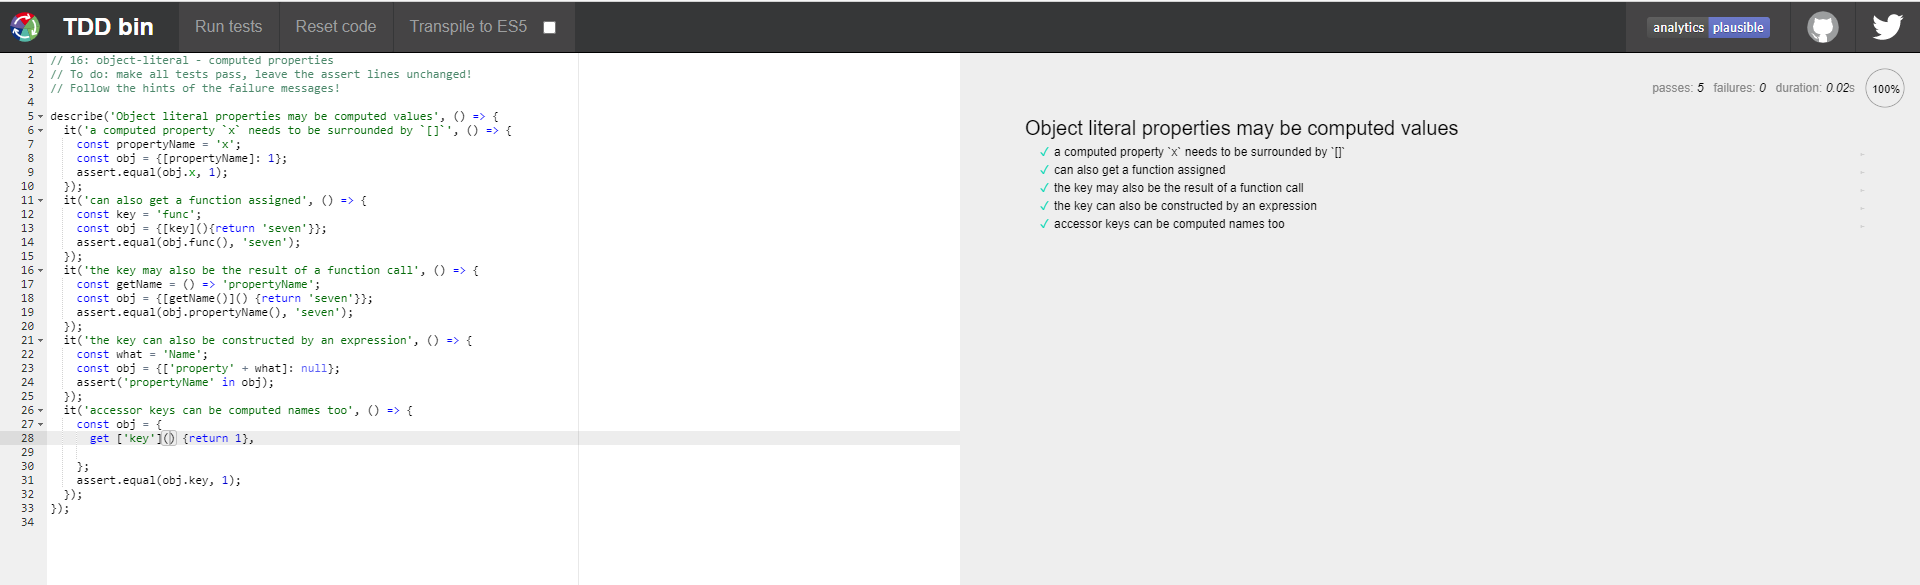 TDD bin Run tests Reset code Transpile to ES5 analytics plausible
1 // 16: object-literal - computed properties
2 // To do: make all tests pass, leave the assert lines unchanged!
3 // Follow the hints of the failure messages!
4
5 describe('Object literal properties may be computed values', () => {
6 it('a computed property `x` needs to be surrounded by `[]`', () => {
7 const propertyName = 'x';
8 const obj = {[propertyName]: 1};
9 assert.equal(obj.x, 1);
10 });
11 it('can also get a function assigned', () => {
12 const key = 'func';
13 const obj = {[key](){return 'seven'}};
14 assert.equal(obj.func(), 'seven');
15 });
16 it('the key may also be the result of a function call', () => {
17 const getName = () => 'propertyName';
18 const obj = {[getName()]() {return 'seven'}};
19 assert.equal(obj.propertyName(), 'seven');
20 });
21 it('the key can also be constructed by an expression', () => {
22 const what = 'Name';
23 const obj = {['property' + what]: null};
24 assert('propertyName' in obj);
25 });
26 it('accessor keys can be computed names too', () => {
27 const obj = {
28 get ['key']() {return 1},
29
30 };
31 assert.equal(obj.key, 1);
32 });
33 });
34
passes: 5 failures: 0 duration: 0.02s 100%
Object literal properties may be computed values
✓ a computed property `x` needs to be surrounded by `[]`
✓ can also get a function assigned
✓ the key may also be the result of a function call
✓ the key can also be constructed by an expression
✓ accessor keys can be computed names too